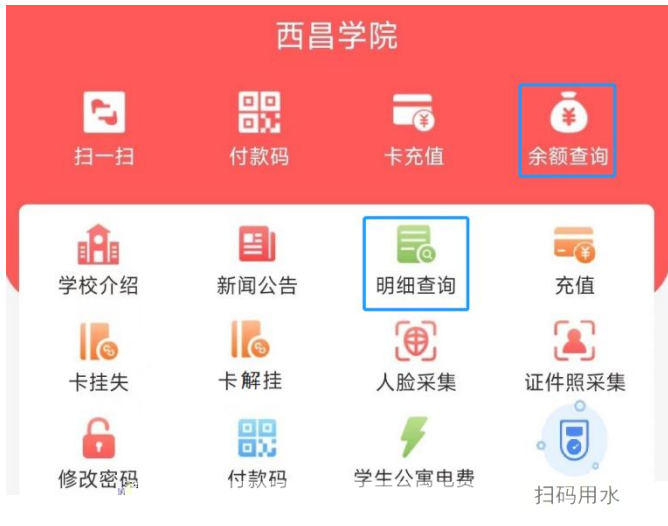 西昌学院
扫一扫 付款码 卡充值 余额查询
学校介绍 新闻公告 明细查询 充值
卡挂失 卡解挂 人脸采集 证件照采集
修改密码 付款码 学生公寓电费 扫码用水